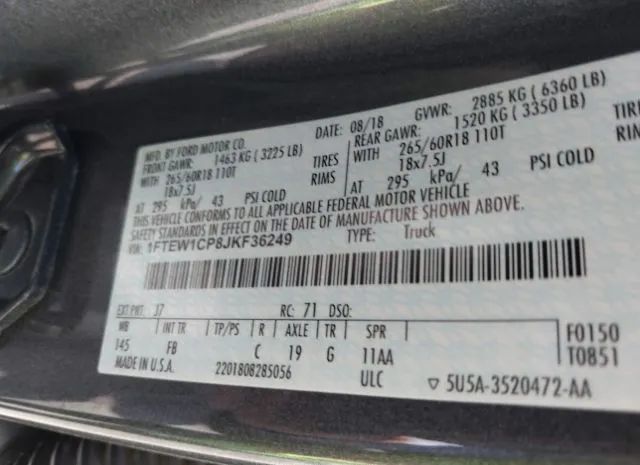 MFD. BY FORD MOTOR CO. DATE: 08/18 GVWR: 2885 KG ( 6360 LB)
FRONT GAWR: 1463 KG ( 3225 LB) REAR GAWR: 1520 KG ( 3350 LB)
WITH 265/60R18 110T TIRES WITH 265/60R18 110T TIRE
18x7.5J RIMS 18x7.5J RIM
AT 295 kPa/ 43 PSI COLD AT 295 kPa/ 43 PSI COLD
THIS VEHICLE CONFORMS TO ALL APPLICABLE FEDERAL MOTOR VEHICLE
SAFETY STANDARDS IN EFFECT ON THE DATE OF MANUFACTURE SHOWN ABOVE.
VIN: 1FTEW1CP8JKF36249 TYPE: Truck
EXT PNT: J7 RC: 71 DSO:
WB INT TR TP/PS R AXLE TR SPR F0150
145 FB C 19 G 11AA T0851
MADE IN U.S.A. 2201808285056 ULC ▽ 5U5A-3520472-AA